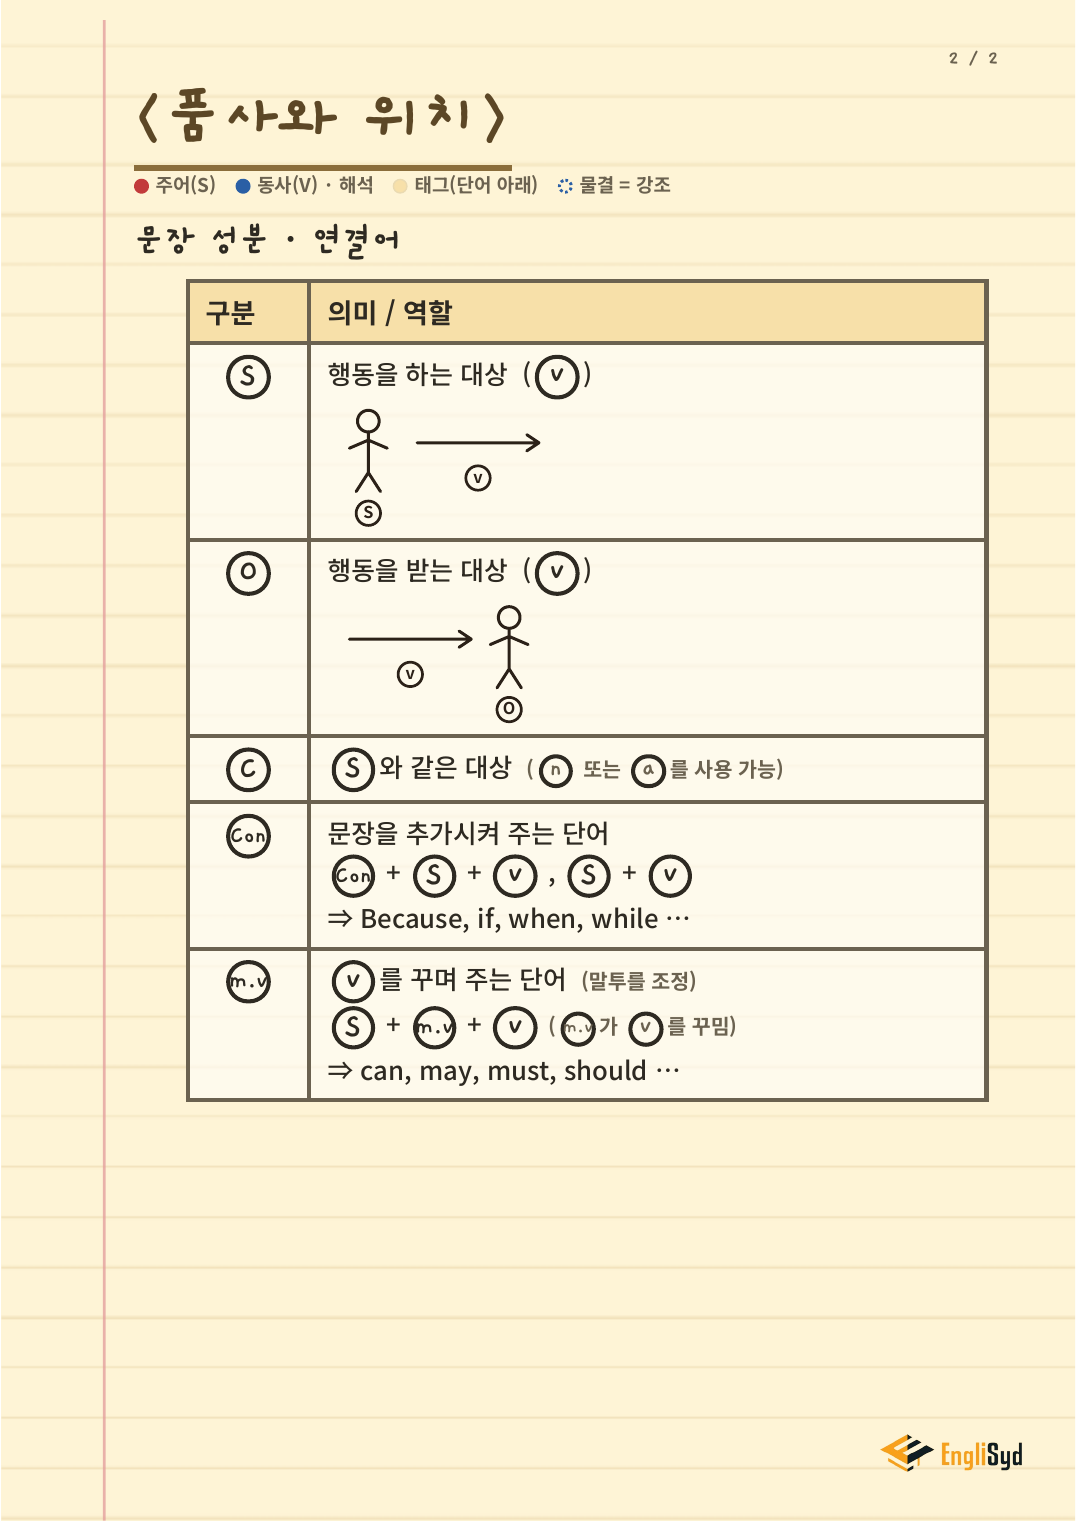 2 / 2
<품사와 위치>
주어(S) 동사(V) · 해석 태그(단어 아래) 물결 = 강조
문장 성분 · 연결어
구분 의미 / 역할
S 행동을 하는 대상 (v)
v
S
O 행동을 받는 대상 (v)
v
O
C S와 같은 대상 (n 또는 a를 사용 가능)
Con 문장을 추가시켜 주는 단어
Con + S + v , S + v
⇒ Because, if, when, while ⋯
m.v v를 꾸며 주는 단어 (말투를 조정)
S + m.v + v (m.v가 v를 꾸밈)
⇒ can, may, must, should ⋯
EngliSyd